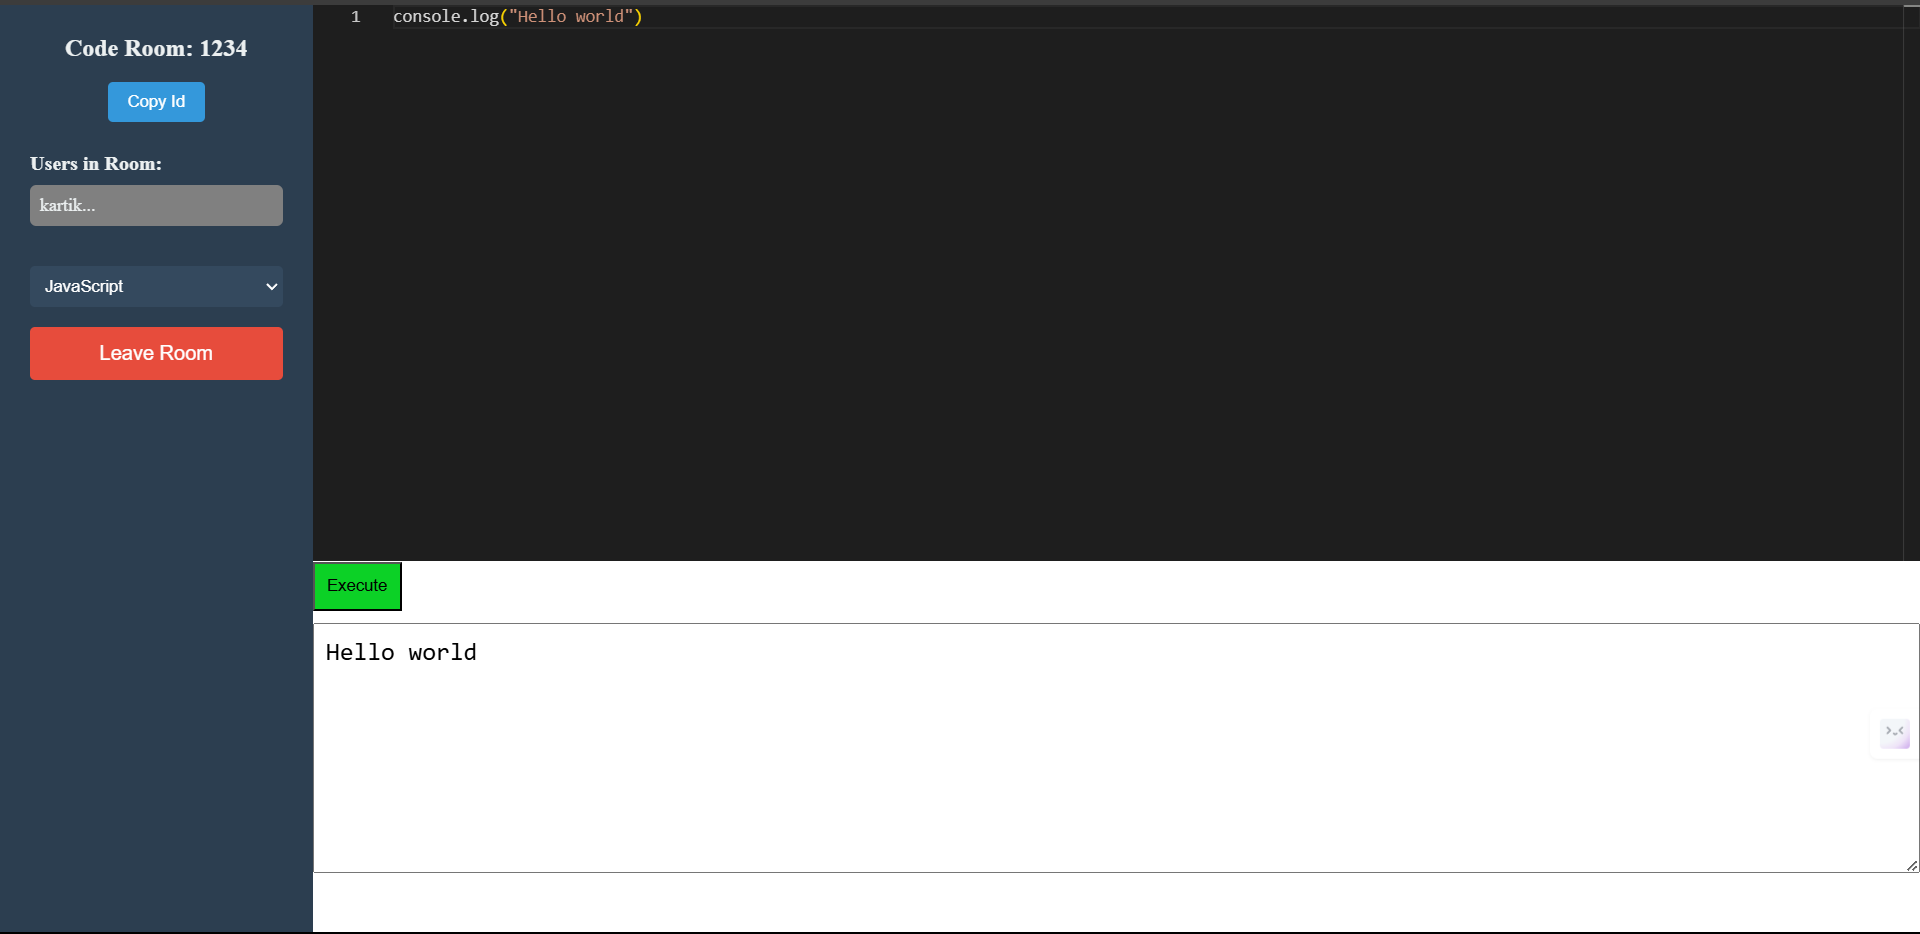 Code Room: 1234
Copy Id
Users in Room:
kartik...
JavaScript
Leave Room
1 console.log("Hello world")
Execute
Hello world